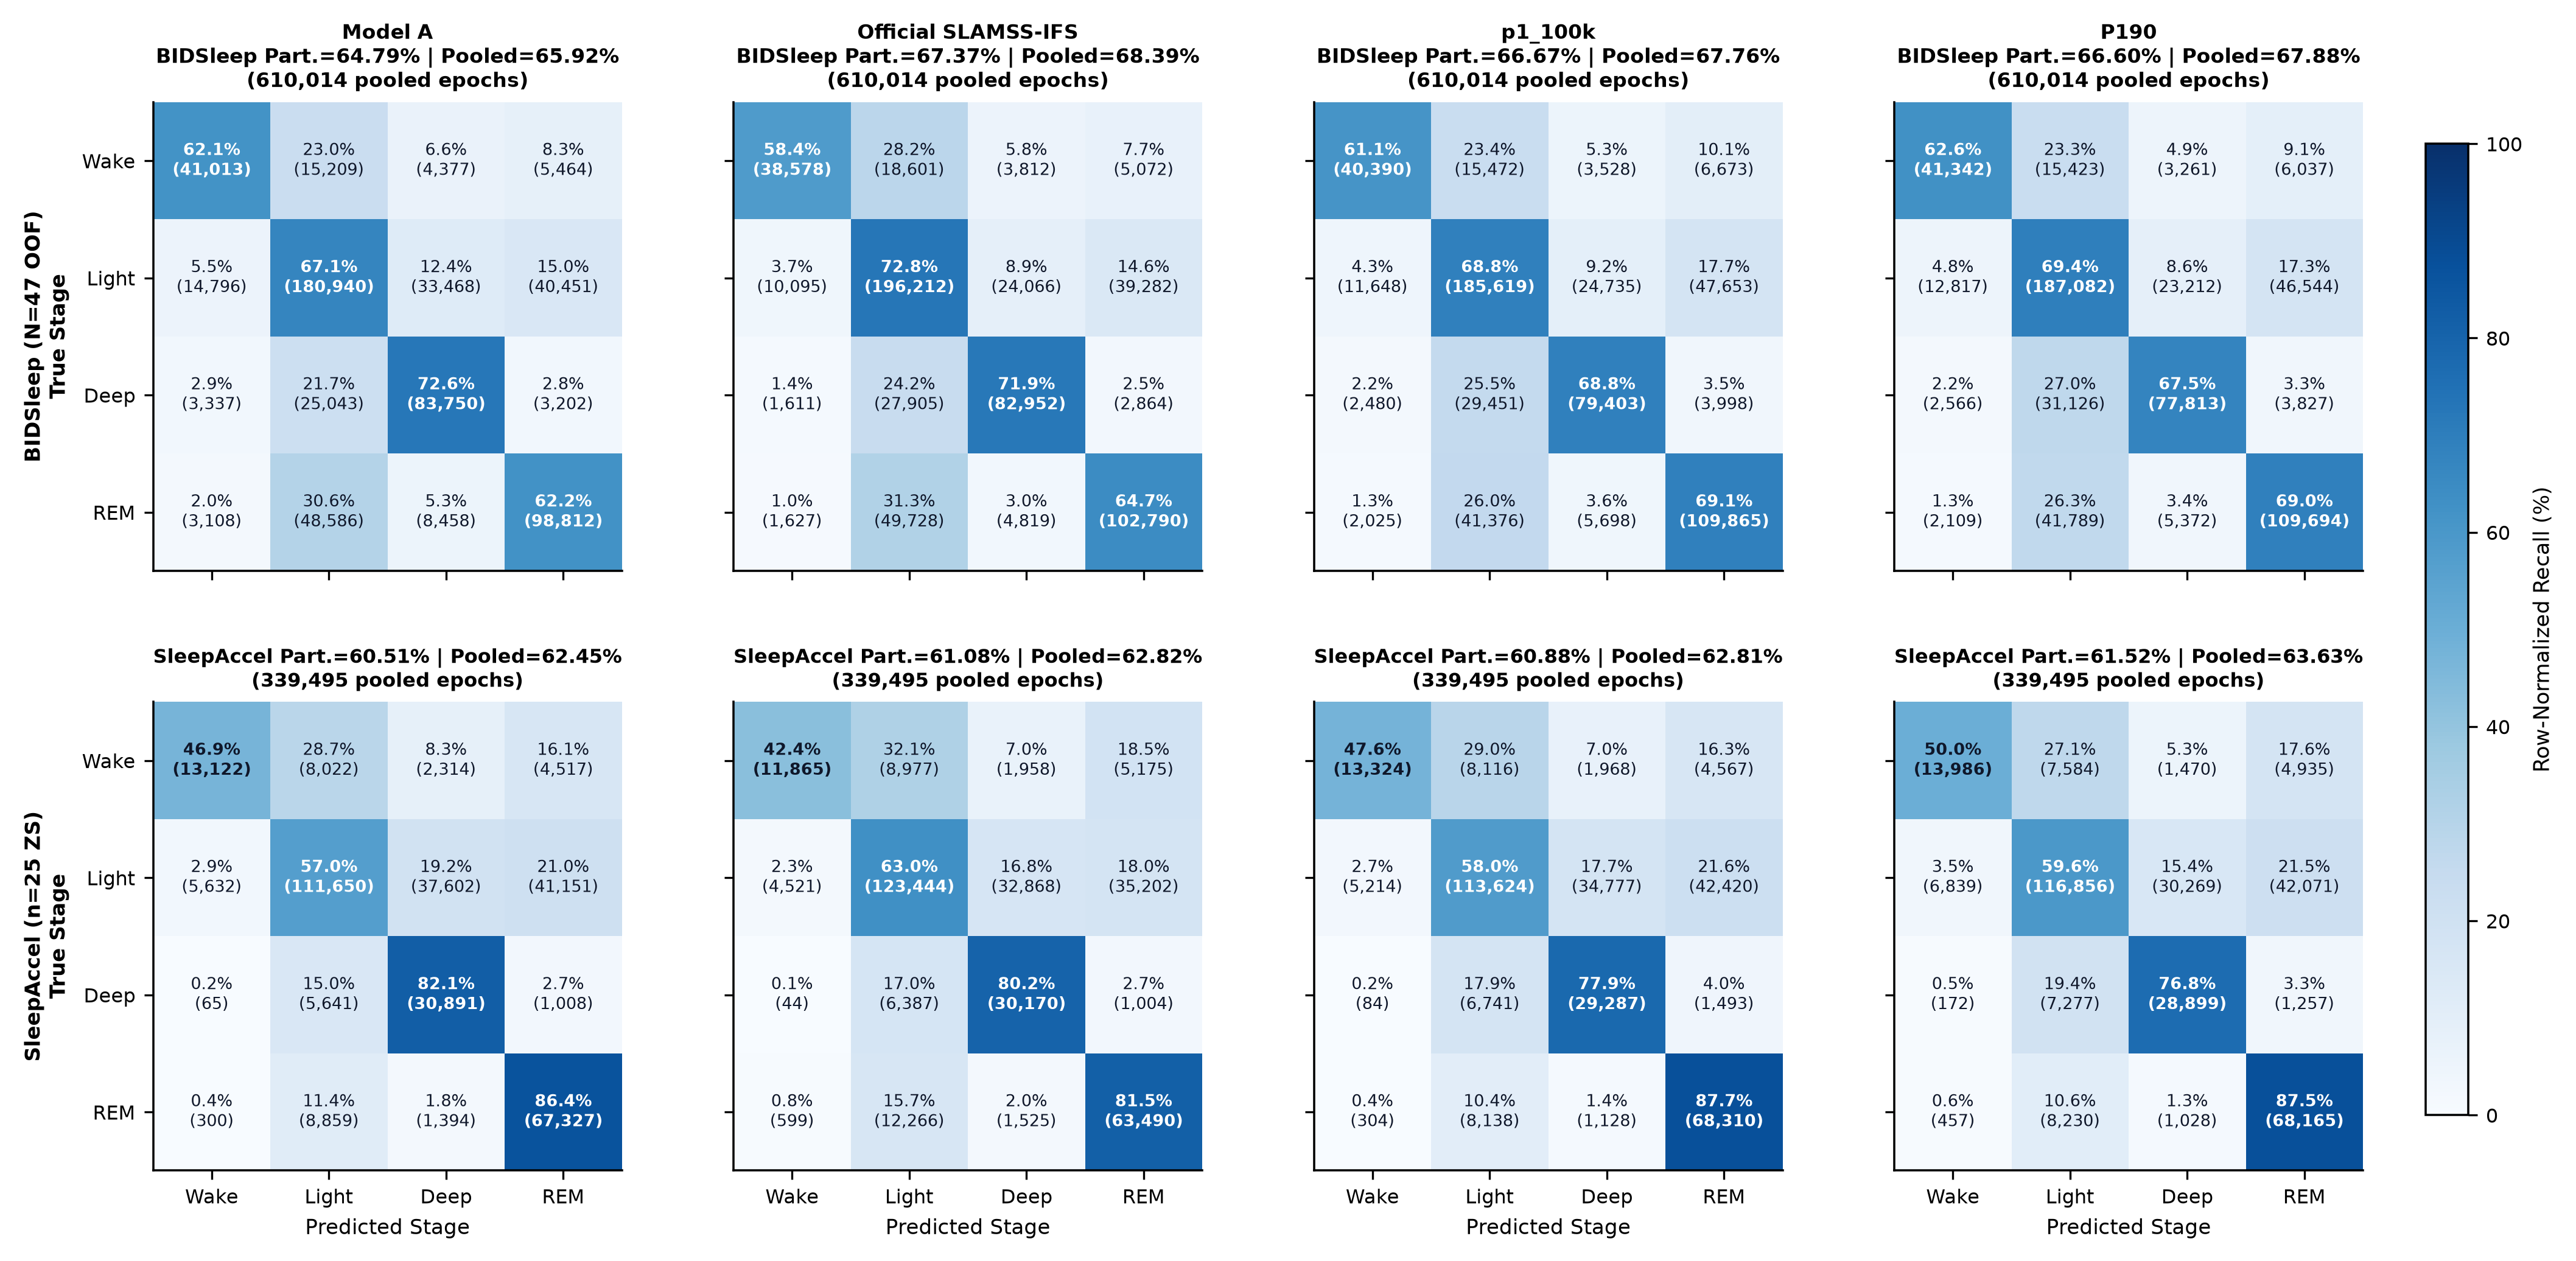 Model A
BIDSleep Part.=64.79% | Pooled=65.92%
(610,014 pooled epochs)
Official SLAMSS-IFS
BIDSleep Part.=67.37% | Pooled=68.39%
(610,014 pooled epochs)
p1_100k
BIDSleep Part.=66.67% | Pooled=67.76%
(610,014 pooled epochs)
P190
BIDSleep Part.=66.60% | Pooled=67.88%
(610,014 pooled epochs)
BIDSleep (N=47 OOF)
True Stage
Wake
Light
Deep
REM
62.1% 23.0% 6.6% 8.3%
(41,013) (15,209) (4,377) (5,464)
5.5% 67.1% 12.4% 15.0%
(14,796) (180,940) (33,468) (40,451)
2.9% 21.7% 72.6% 2.8%
(3,337) (25,043) (83,750) (3,202)
2.0% 30.6% 5.3% 62.2%
(3,108) (48,586) (8,458) (98,812)
58.4% 28.2% 5.8% 7.7%
(38,578) (18,601) (3,812) (5,072)
3.7% 72.8% 8.9% 14.6%
(10,095) (196,212) (24,066) (39,282)
1.4% 24.2% 71.9% 2.5%
(1,611) (27,905) (82,952) (2,864)
1.0% 31.3% 3.0% 64.7%
(1,627) (49,728) (4,819) (102,790)
61.1% 23.4% 5.3% 10.1%
(40,390) (15,472) (3,528) (6,673)
4.3% 68.8% 9.2% 17.7%
(11,648) (185,619) (24,735) (47,653)
2.2% 25.5% 68.8% 3.5%
(2,480) (29,451) (79,403) (3,998)
1.3% 26.0% 3.6% 69.1%
(2,025) (41,376) (5,698) (109,865)
62.6% 23.3% 4.9% 9.1%
(41,342) (15,423) (3,261) (6,037)
4.8% 69.4% 8.6% 17.3%
(12,817) (187,082) (23,212) (46,544)
2.2% 27.0% 67.5% 3.3%
(2,566) (31,126) (77,813) (3,827)
1.3% 26.3% 3.4% 69.0%
(2,109) (41,789) (5,372) (109,694)
SleepAccel Part.=60.51% | Pooled=62.45%
(339,495 pooled epochs)
SleepAccel Part.=61.08% | Pooled=62.82%
(339,495 pooled epochs)
SleepAccel Part.=60.88% | Pooled=62.81%
(339,495 pooled epochs)
SleepAccel Part.=61.52% | Pooled=63.63%
(339,495 pooled epochs)
SleepAccel (n=25 ZS)
True Stage
Wake
Light
Deep
REM
46.9% 28.7% 8.3% 16.1%
(13,122) (8,022) (2,314) (4,517)
2.9% 57.0% 19.2% 21.0%
(5,632) (111,650) (37,602) (41,151)
0.2% 15.0% 82.1% 2.7%
(65) (5,641) (30,891) (1,008)
0.4% 11.4% 1.8% 86.4%
(300) (8,859) (1,394) (67,327)
42.4% 32.1% 7.0% 18.5%
(11,865) (8,977) (1,958) (5,175)
2.3% 63.0% 16.8% 18.0%
(4,521) (123,444) (32,868) (35,202)
0.1% 17.0% 80.2% 2.7%
(44) (6,387) (30,170) (1,004)
0.8% 15.7% 2.0% 81.5%
(599) (12,266) (1,525) (63,490)
47.6% 29.0% 7.0% 16.3%
(13,324) (8,116) (1,968) (4,567)
2.7% 58.0% 17.7% 21.6%
(5,214) (113,624) (34,777) (42,420)
0.2% 17.9% 77.9% 4.0%
(84) (6,741) (29,287) (1,493)
0.4% 10.4% 1.4% 87.7%
(304) (8,138) (1,128) (68,310)
50.0% 27.1% 5.3% 17.6%
(13,986) (7,584) (1,470) (4,935)
3.5% 59.6% 15.4% 21.5%
(6,839) (116,856) (30,269) (42,071)
0.5% 19.4% 76.8% 3.3%
(172) (7,277) (28,899) (1,257)
0.6% 10.6% 1.3% 87.5%
(457) (8,230) (1,028) (68,165)
Wake Light Deep REM
Predicted Stage
Wake Light Deep REM
Predicted Stage
Wake Light Deep REM
Predicted Stage
Wake Light Deep REM
Predicted Stage
100
80
60
40
20
0
Row-Normalized Recall (%)